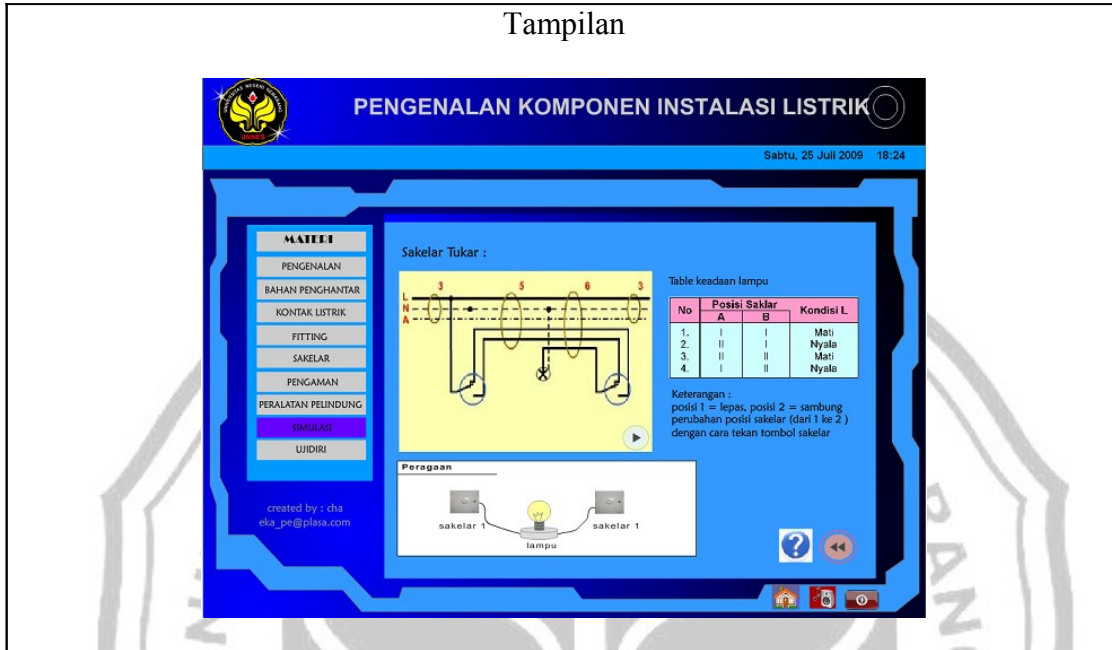 Tampilan
UNNES
PENGENALAN KOMPONEN INSTALASI LISTRIK
Sabtu, 25 Juli 2009 18:24
MATERI
PENGENALAN
BAHAN PENGHANTAR
KONTAK LISTRIK
FITTING
SAKELAR
PENGAMAN
PERALATAN PELINDUNG
SIMULASI
UJIDIRI
created by : cha
eka_pe@plasa.com
Sakelar Tukar :
3 5 6 3
L
N
A
Table keadaan lampu
No Posisi Saklar Kondisi L
A B
1. I I Mati
2. II I Nyala
3. II II Mati
4. I II Nyala
Keterangan :
posisi 1 = lepas, posisi 2 = sambung
perubahan posisi sakelar (dari 1 ke 2 )
dengan cara tekan tombol sakelar
Peragaan
sakelar 1 sakelar 1
lampu
?